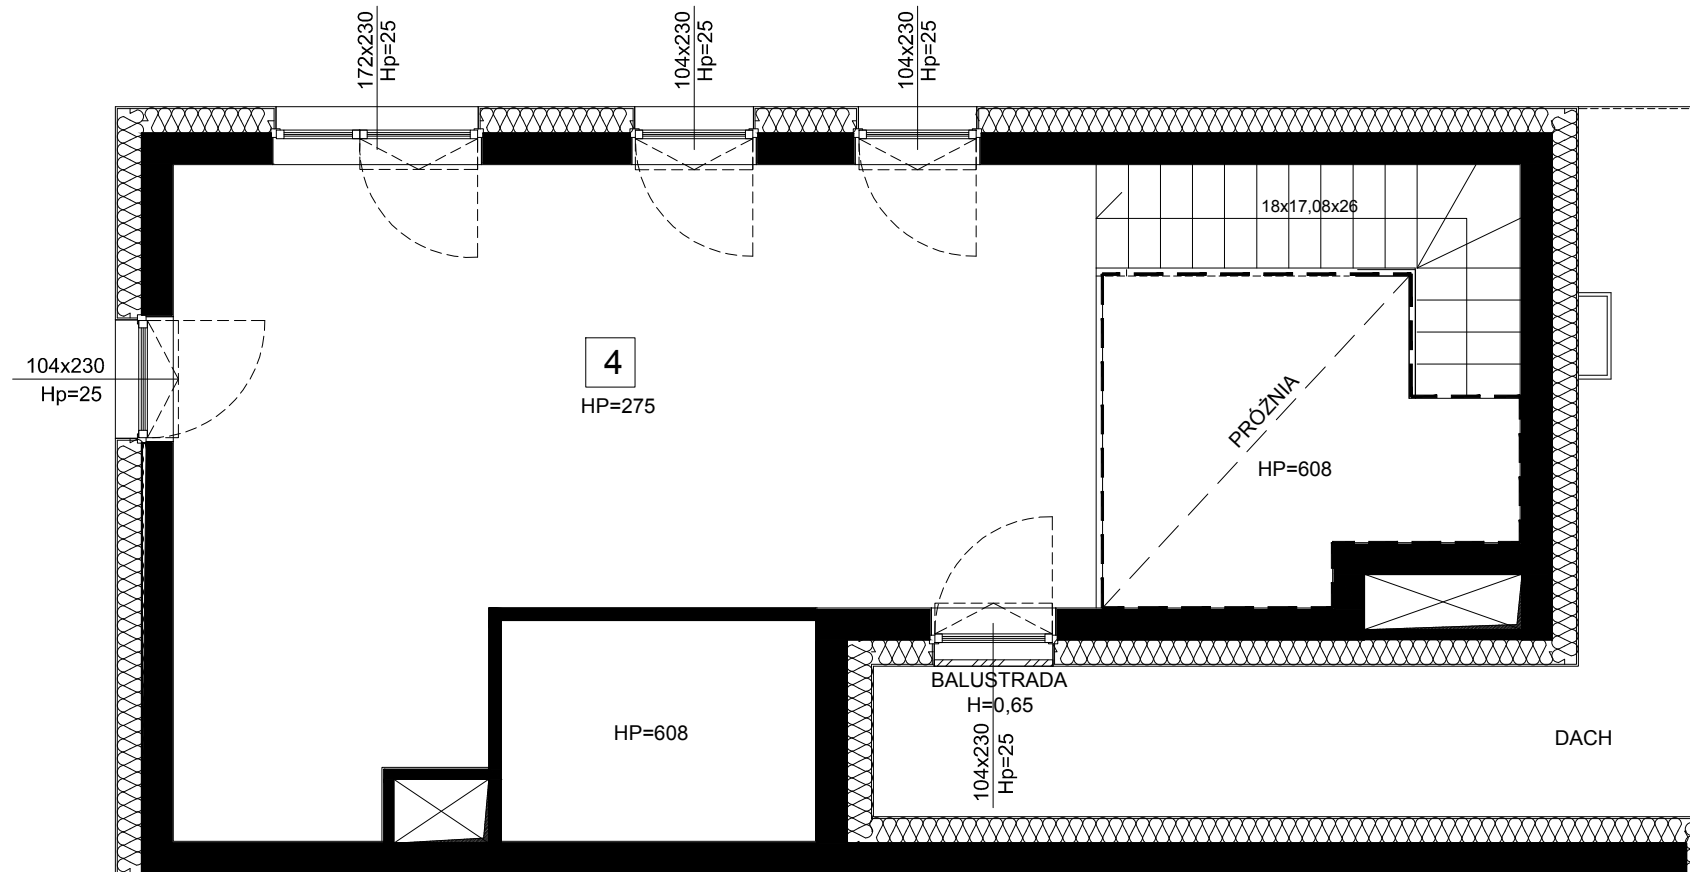 172x230
Hp=25
104x230
Hp=25
104x230
Hp=25
18x17,08x26
104x230
Hp=25
4
HP=275
PRÓŻNIA
HP=608
BALUSTRADA
H=0,65
104x230
Hp=25
HP=608
DACH